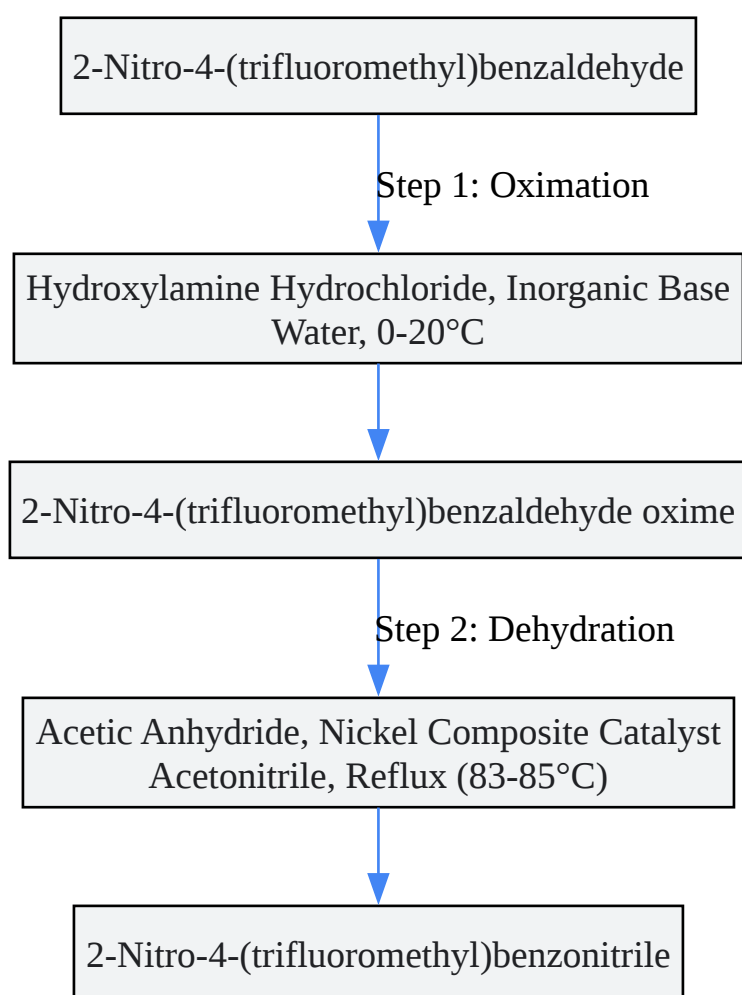 2-Nitro-4-(trifluoromethyl)benzaldehyde
Step 1: Oximation
Hydroxylamine Hydrochloride, Inorganic Base
Water, 0-20°C
2-Nitro-4-(trifluoromethyl)benzaldehyde oxime
Step 2: Dehydration
Acetic Anhydride, Nickel Composite Catalyst
Acetonitrile, Reflux (83-85°C)
2-Nitro-4-(trifluoromethyl)benzonitrile